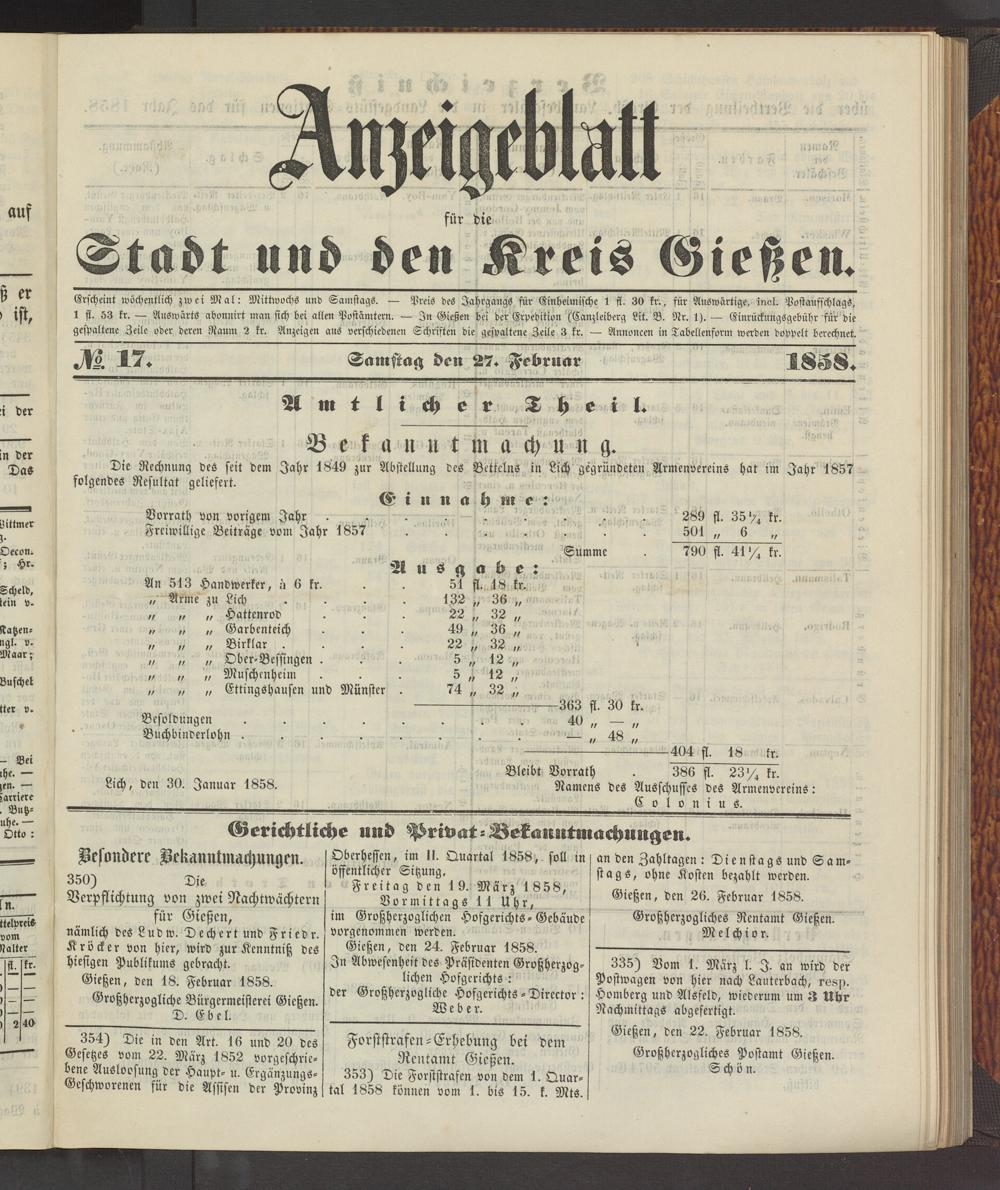 Anzeigeblatt
für die
Stadt und den Kreis Gießen.
Erscheint wöchentlich zwei Mal: Mittwochs und Samstags. — Preis des Jahrgangs für Einheimische 1 fl. 30 kr., für Auswärtige, incl. Postaufschlags,
1 fl. 53 kr. — Auswärts abonnirt man sich bei allen Postämtern. — In Gießen bei der Expedition (Canzleiberg Lit. B. Nr. 1). — Einrückungsgebühr für die
gespaltene Zeile oder deren Raum 2 kr. Anzeigen aus verschiedenen Schriften die gespaltene Zeile 3 kr. — Annoncen in Tabellenform werden doppelt berechnet.
No. 17. Samstag den 27. Februar 1858.
Amtlicher Theil.
Bekanntmachung.
Die Rechnung des seit dem Jahr 1849 zur Abstellung des Bettelns in Lich gegründeten Armenvereins hat im Jahr 1857
folgendes Resultat geliefert.
Einnahme:
Vorrath von vorigem Jahr . . . . . . . 289 fl. 35¼ kr.
Freiwillige Beiträge vom Jahr 1857 . . . . . . 501 „ 6 „
Summe . 790 fl. 41¼ kr.
Ausgabe:
An 513 Handwerker, à 6 kr. . . 51 fl. 18 kr.
„ Arme zu Lich . . . . 132 „ 36 „
„ „ „ Hattenrod . . . 22 „ 32 „
„ „ „ Garbenteich . . . 49 „ 36 „
„ „ „ Birklar . . . . 22 „ 32 „
„ „ „ Ober-Bessingen . . . 5 „ 12 „
„ „ „ Muschenheim . . . 5 „ 12 „
„ „ „ Ettingshausen und Münster . 74 „ 32 „
363 fl. 30 kr.
Besoldungen . . . . . . . . 40 „ — „
Buchbinderlohn . . . . . . . . — „ 48 „
404 fl. 18 kr.
Bleibt Vorrath . 386 fl. 23¼ kr.
Lich, den 30. Januar 1858.
Namens des Ausschusses des Armenvereins:
Colonius.
Gerichtliche und Privat-Bekanntmachungen.
Besondere Bekanntmachungen.
350) Die
Verpflichtung von zwei Nachtwächtern
für Gießen,
nämlich des Ludw. Dechert und Friedr.
Kröcker von hier, wird zur Kenntniß des
hiesigen Publikums gebracht.
Gießen, den 18. Februar 1858.
Großherzogliche Bürgermeisterei Gießen.
D. Ebel.
354) Die in den Art. 16 und 20 des
Gesetzes vom 22. März 1852 vorgeschrie-
bene Ausloosung der Haupt- u. Ergänzungs-
Geschworenen für die Assisen der Provinz
Oberhessen, im II. Quartal 1858, soll in
öffentlicher Sitzung,
Freitag den 19. März 1858,
Vormittags 11 Uhr,
im Großherzoglichen Hofgerichts-Gebäude
vorgenommen werden.
Gießen, den 24. Februar 1858.
In Abwesenheit des Präsidenten Großherzog-
lichen Hofgerichts:
der Großherzogliche Hofgerichts-Director:
Weber.
Forststrafen-Erhebung bei dem
Rentamt Gießen.
353) Die Forststrafen von dem 1. Quar-
tal 1858 können vom 1. bis 15. k. Mts.
an den Zahltagen: Dienstags und Sam-
stags, ohne Kosten bezahlt werden.
Gießen, den 26. Februar 1858.
Großherzogliches Rentamt Gießen.
Melchior.
335) Vom 1. März l. J. an wird der
Postwagen von hier nach Lauterbach, resp.
Homberg und Alsfeld, wiederum um 3 Uhr
Nachmittags abgefertigt.
Gießen, den 22. Februar 1858.
Großherzogliches Postamt Gießen.
Schön.